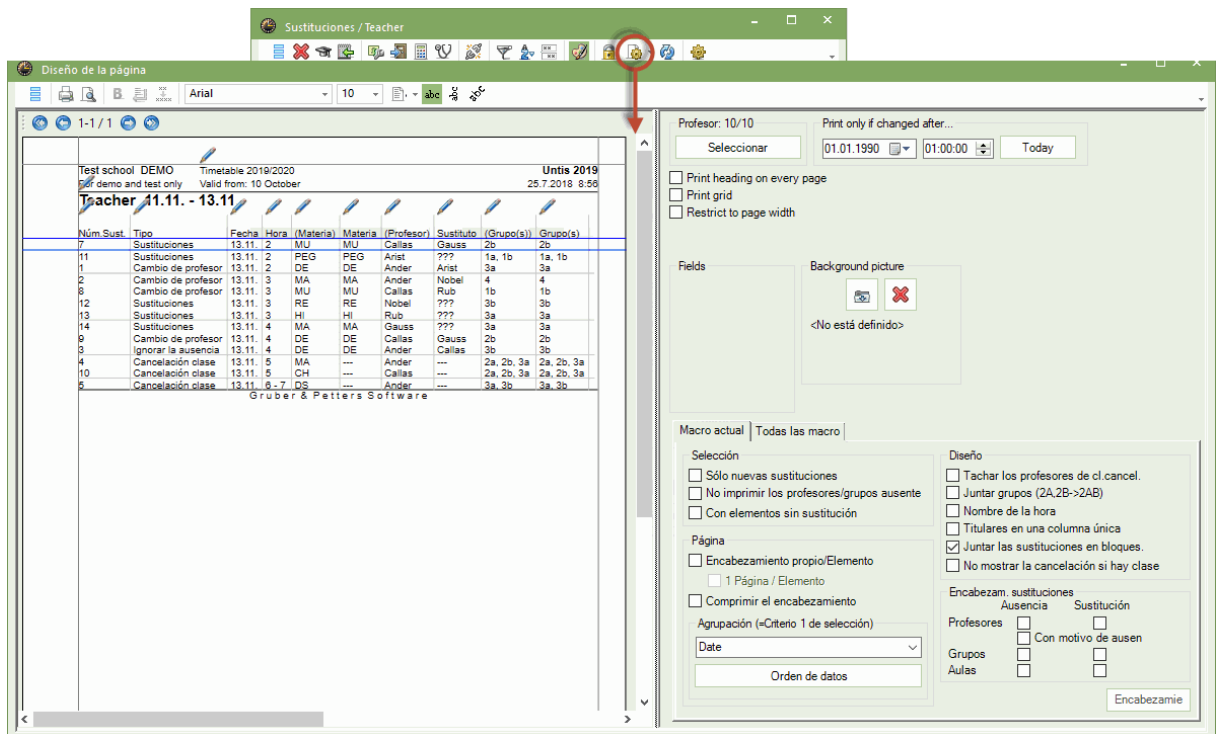 Sustituciones / Teacher
Diseño de la página
B
Arial 10 abc abc abc
1-1 / 1
Test school DEMO Timetable 2019/2020 Untis 2019
For demo and test only Valid from: 10 October 25.7.2018 8:56
Teacher 11.11. - 13.11
Núm.Sust. Tipo Fecha Hora (Materia) Materia (Profesor) Sustituto (Grupo(s)) Grupo(s)
7 Sustituciones 13.11. 2 MU MU Callas Gauss 2b 2b
11 Sustituciones 13.11. 2 PEG PEG Arist ??? 1a, 1b 1a, 1b
1 Cambio de profesor 13.11. 2 DE DE Ander Arist 3a 3a
2 Cambio de profesor 13.11. 3 MA MA Ander Nobel 4 4
8 Cambio de profesor 13.11. 3 MU MU Callas Rub 1b 1b
12 Sustituciones 13.11. 3 RE RE Nobel ??? 3b 3b
13 Sustituciones 13.11. 3 HI HI Rub ??? 3a 3a
14 Sustituciones 13.11. 4 MA MA Gauss ??? 3a 3a
9 Cambio de profesor 13.11. 4 DE DE Callas Gauss 2b 2b
3 Ignorar la ausencia 13.11. 4 DE DE Ander Callas 3b 3b
4 Cancelación clase 13.11. 5 MA --- Ander --- 2a, 2b, 3a 2a, 2b, 3a
10 Cancelación clase 13.11. 5 CH --- Callas --- 2a, 2b, 3a 2a, 2b, 3a
5 Cancelación clase 13.11. 6 - 7 DS --- Ander --- 3a, 3b 3a, 3b
Gruber & Petters Software
Profesor: 10/10
Seleccionar
Print only if changed after...
01.01.1990 01:00:00 Today
Print heading on every page
Print grid
Restrict to page width
Fields
Background picture
<No está definido>
Macro actual Todas las macro
Selección
Sólo nuevas sustituciones
No imprimir los profesores/grupos ausente
Con elementos sin sustitución
Página
Encabezamiento propio/Elemento
1 Página / Elemento
Comprimir el encabezamiento
Agrupación (=Criterio 1 de selección)
Date
Orden de datos
Diseño
Tachar los profesores de cl.cancel.
Juntar grupos (2A,2B->2AB)
Nombre de la hora
Titulares en una columna única
Juntar las sustituciones en bloques.
No mostrar la cancelación si hay clase
Encabezam. sustituciones
Ausencia Sustitución
Profesores
Con motivo de ausen
Grupos
Aulas
Encabezamie